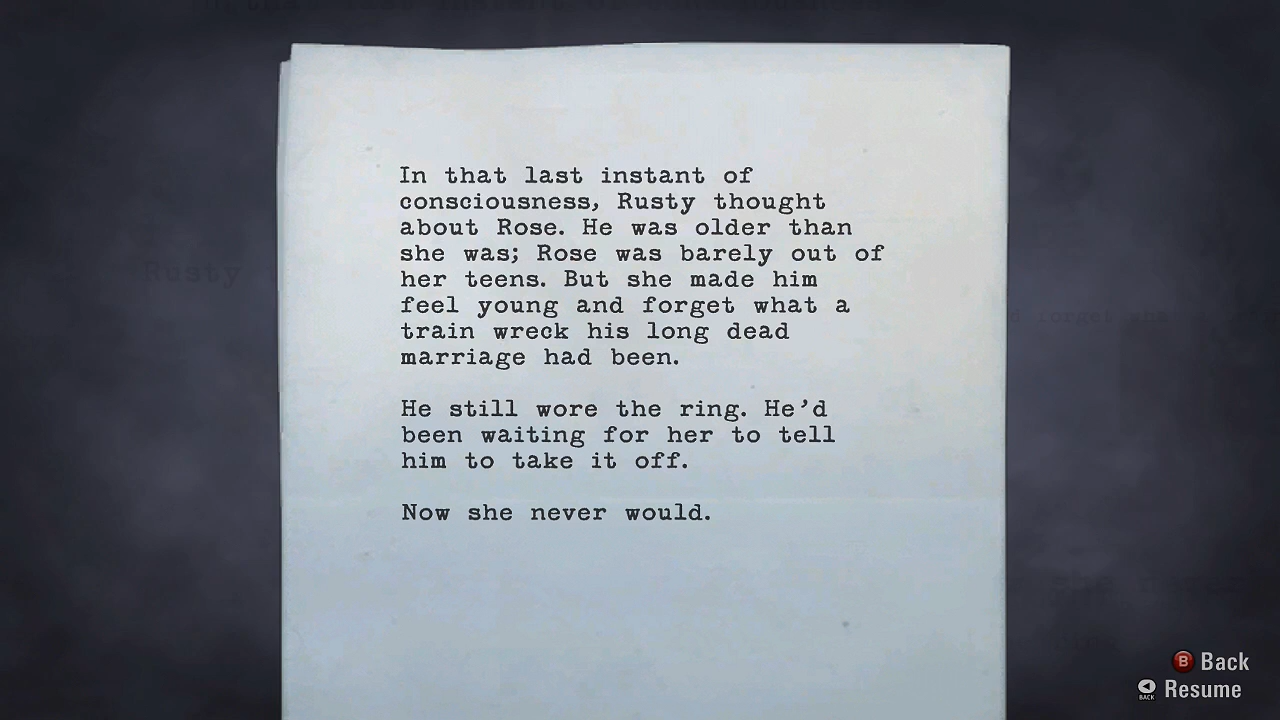 In that last instant of
consciousness, Rusty thought
about Rose. He was older than
she was; Rose was barely out of
her teens. But she made him
feel young and forget what a
train wreck his long dead
marriage had been.
He still wore the ring. He'd
been waiting for her to tell
him to take it off.
Now she never would.
Rusty
B Back
BACK Resume